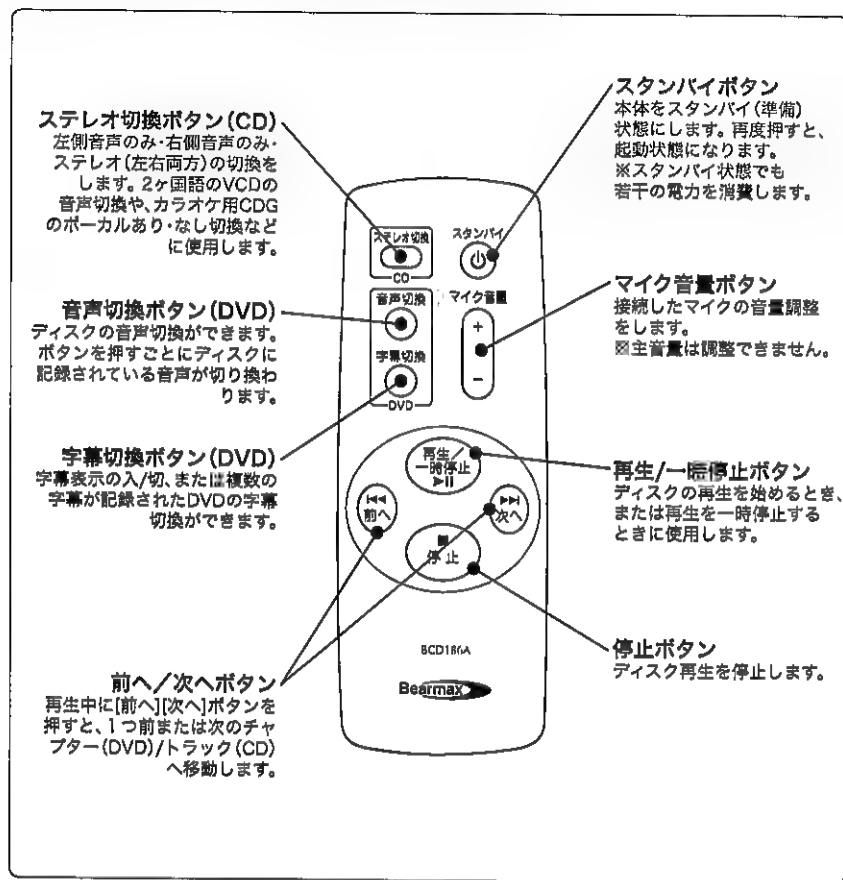 ステレオ切換ボタン(CD)
左側音声のみ･右側音声のみ･
ステレオ(左右両方)の切換を
します。2ヶ国語のVCDの
音声切換や、カラオケ用CDG
のボーカルあり･なし切換など
に使用します。
音声切換ボタン(DVD)
ディスクの音声切換ができます。
ボタンを押すごとにディスクに
記録されている音声が切り換わ
ります。
字幕切換ボタン(DVD)
字幕表示の入/切、または複数の
字幕が記録されたDVDの字幕
切換ができます。
前へ／次へボタン
再生中に[前へ][次へ]ボタンを
押すと、1つ前または次のチャ
プター(DVD)/トラック(CD)
へ移動します。
ステレオ切換
CD
スタンバイ
音声切換
マイク音量
+
字幕切換
−
DVD
再生／
一時停止
前へ
次へ
停止
BCD186A
Bearmax
スタンバイボタン
本体をスタンバイ(準備)
状態にします。再度押すと、
起動状態になります。
※スタンバイ状態でも
若干の電力を消費します。
マイク音量ボタン
接続したマイクの音量調整
をします。
※主音量は調整できません。
再生/一時停止ボタン
ディスクの再生を始めるとき、
または再生を一時停止する
ときに使用します。
停止ボタン
ディスク再生を停止します。